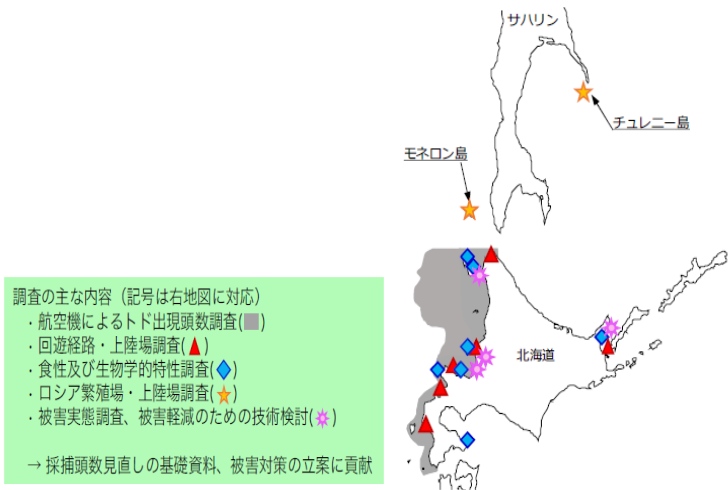 サハリン
チュレニー島
モネロン島
北海道
調査の主な内容（記号は右地図に対応）
・航空機によるトド出現頭数調査(■)
・回遊経路・上陸場調査(▲)
・食性及び生物学的特性調査(◆)
・ロシア繁殖場・上陸場調査(★)
・被害実態調査、被害軽減のための技術検討(✹)
→ 採捕頭数見直しの基礎資料、被害対策の立案に貢献